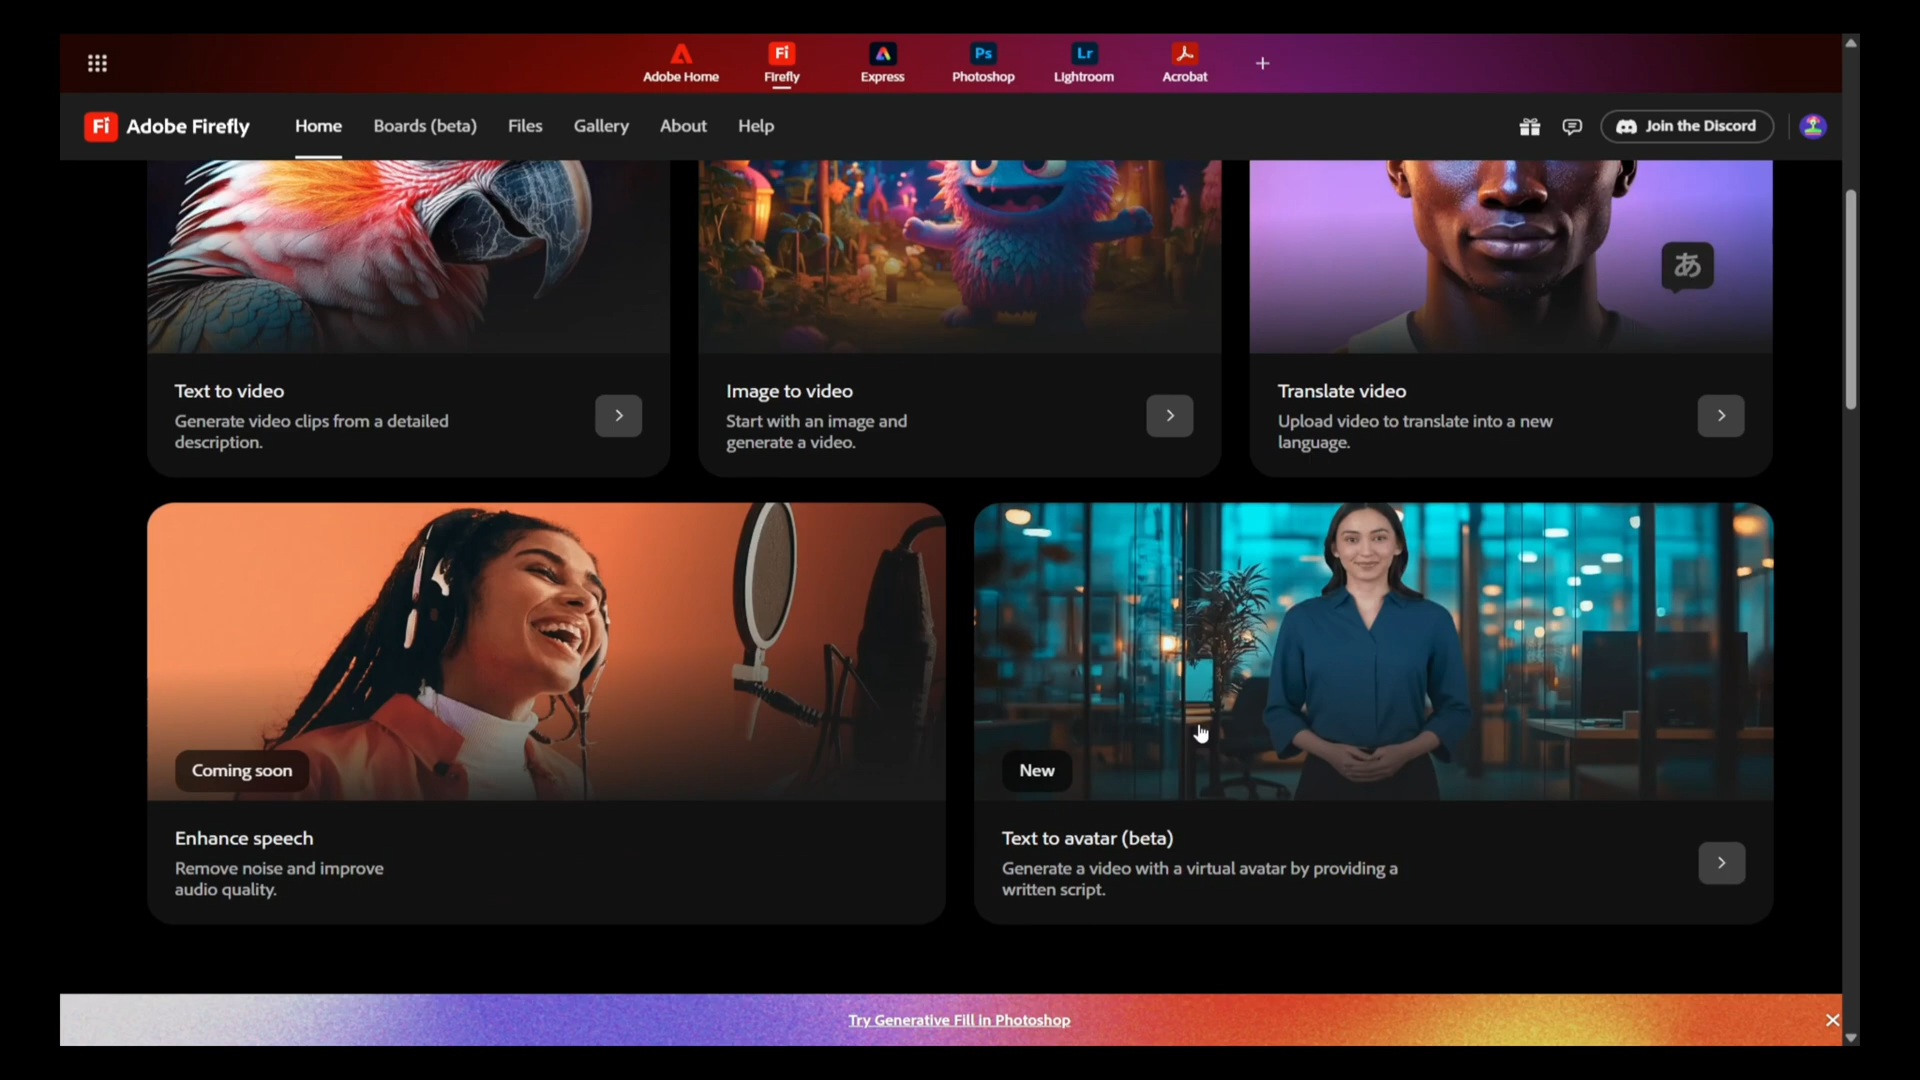 Adobe Home
Fi
Firefly
Express
Ps
Photoshop
Lr
Lightroom
Acrobat
Fi Adobe Firefly
Home
Boards (beta)
Files
Gallery
About
Help
Join the Discord
あ
Text to video
Generate video clips from a detailed
description.
Image to video
Start with an image and
generate a video.
Translate video
Upload video to translate into a new
language.
Coming soon
Enhance speech
Remove noise and improve
audio quality.
New
Text to avatar (beta)
Generate a video with a virtual avatar by providing a
written script.
Try Generative Fill in Photoshop